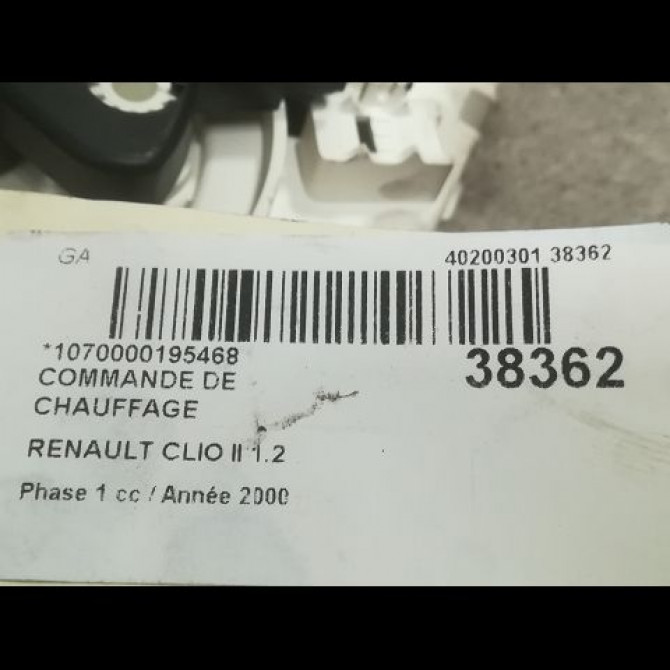 GA
40200301 38362
*1070000195468
38362
COMMANDE DE
CHAUFFAGE
RENAULT CLIO II 1.2
Phase 1 cc / Année 2000